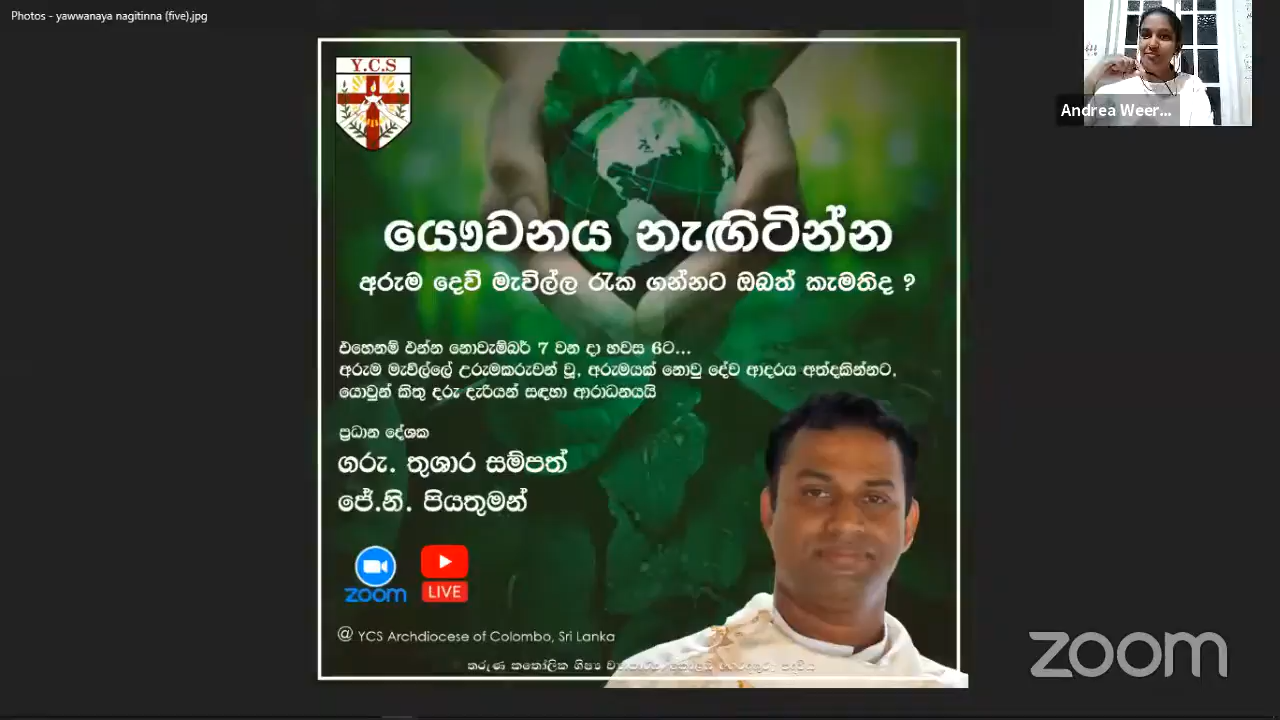 Photos - yawwanaya nagitinna (five).jpg
Andrea Weer...
Y.C.S
යෞවනය නැඟිටින්න
අරුම දෙව් මැවිල්ල රැක ගන්නට ඔබත් කැමතිද ?
එහෙනම් එන්න නොවැම්බර් 7 වන දා හවස 6ට...
අරුම මැවිල්ලේ උරුමකරුවන් වූ, අරුමයක් නොවු දේව ආදරය අත්දකින්නට,
යොවුන් කිතු දරු දැරියන් සඳහා ආරාධනයයි
ප්‍රධාන දේශක
ගරු. තුශාර සම්පත්
ජේ.නි. පියතුමන්
zoom
LIVE
@ YCS Archdiocese of Colombo, Sri Lanka
තරුණ කතෝලික ශිෂ්‍ය
zoom